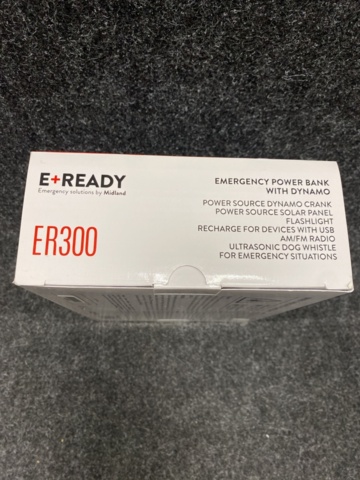 E+READY
Emergency solutions by Midland
ER300
EMERGENCY POWER BANK
WITH DYNAMO
POWER SOURCE DYNAMO CRANK
POWER SOURCE SOLAR PANEL
FLASHLIGHT
RECHARGE FOR DEVICES WITH USB
AM/FM RADIO
ULTRASONIC DOG WHISTLE
FOR EMERGENCY SITUATIONS